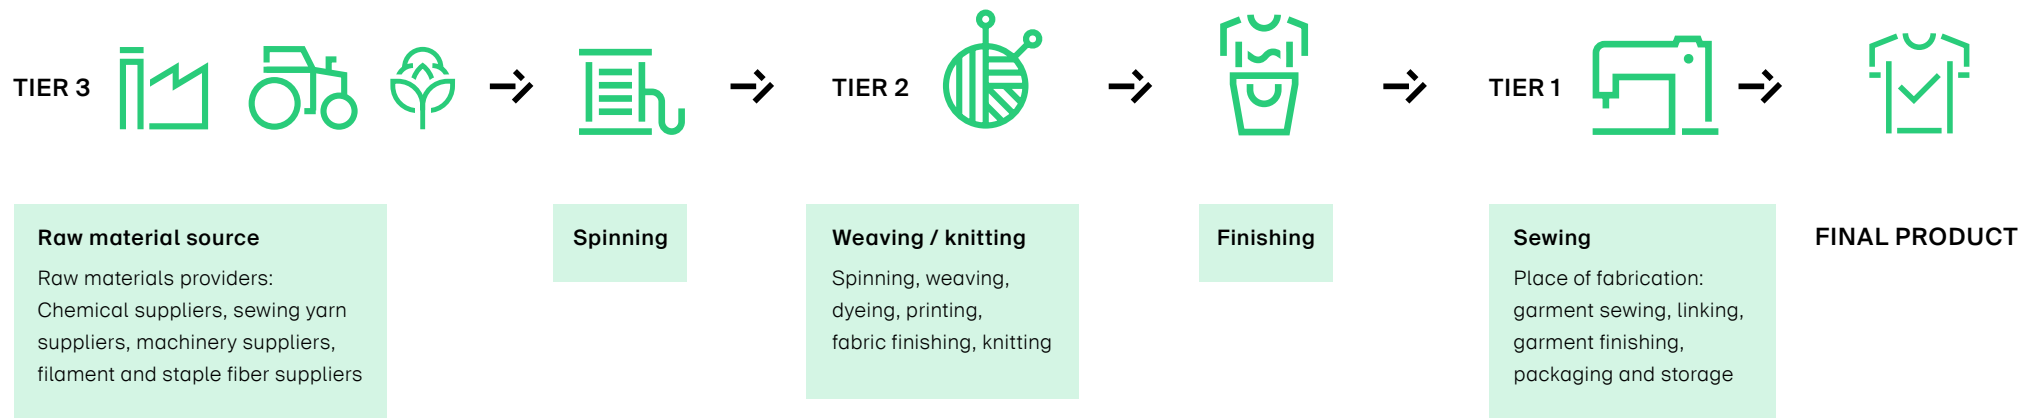 TIER 3
TIER 2
TIER 1
Raw material source
Raw materials providers:
Chemical suppliers, sewing yarn
suppliers, machinery suppliers,
filament and staple fiber suppliers
Spinning
Weaving / knitting
Spinning, weaving,
dyeing, printing,
fabric finishing, knitting
Finishing
Sewing
Place of fabrication:
garment sewing, linking,
garment finishing,
packaging and storage
FINAL PRODUCT